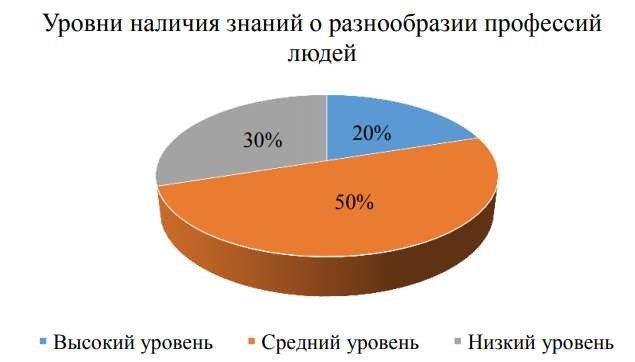 Уровни наличия знаний о разнообразии профессий
людей
30%
20%
50%
Высокий уровень
Средний уровень
Низкий уровень